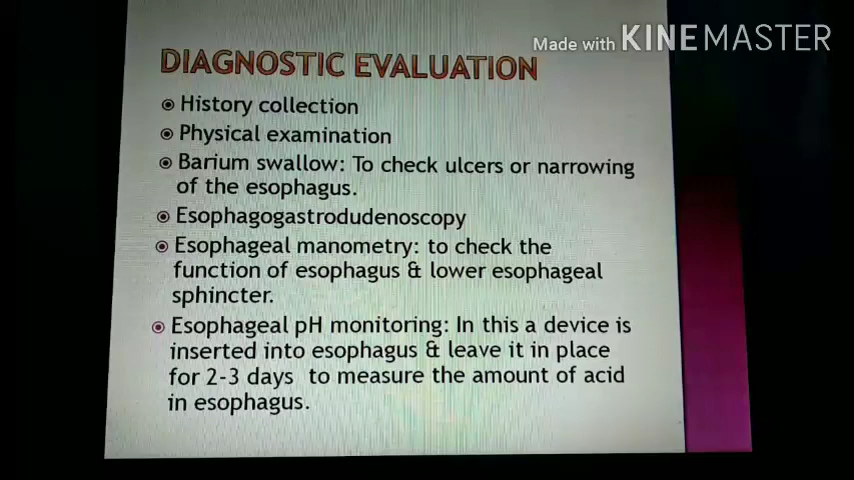 Made with KINEMASTER
DIAGNOSTIC EVALUATION
History collection
Physical examination
Barium swallow: To check ulcers or narrowing
of the esophagus.
Esophagogastrodudenoscopy
Esophageal manometry: to check the
function of esophagus & lower esophageal
sphincter.
Esophageal pH monitoring: In this a device is
inserted into esophagus & leave it in place
for 2-3 days to measure the amount of acid
in esophagus.